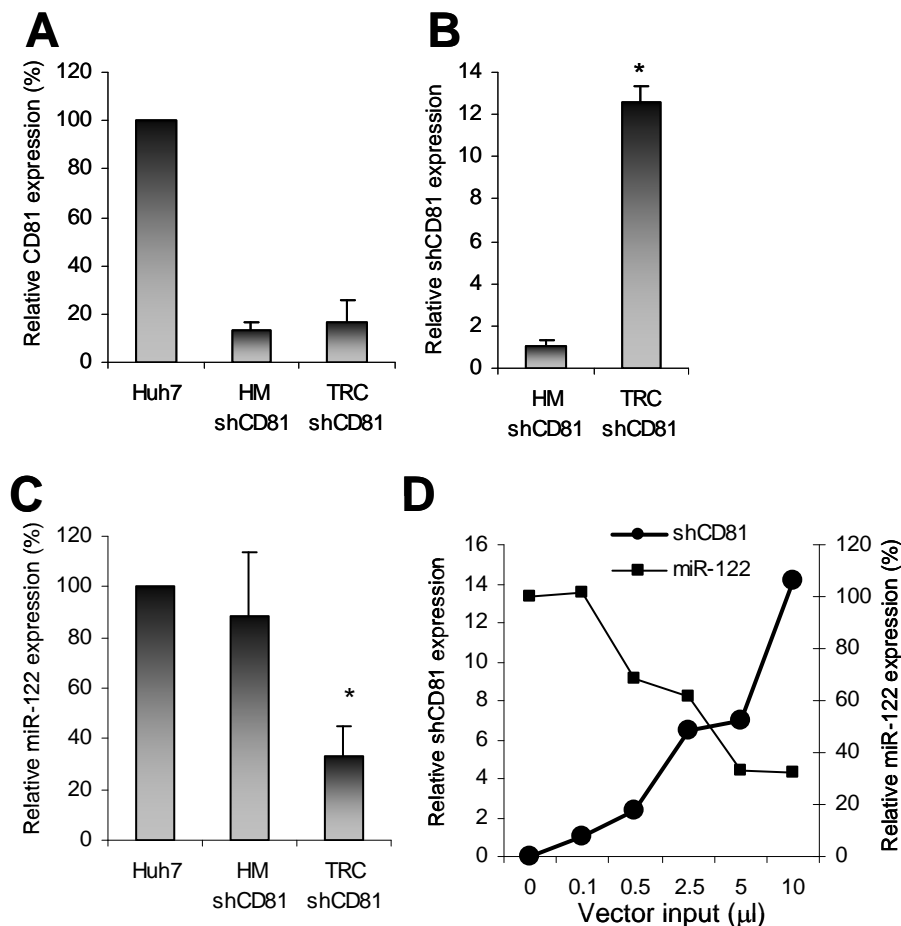 A
Relative CD81 expression (%)
120
100
80
60
40
20
0
Huh7
HM
shCD81
TRC
shCD81
B
Relative shCD81 expression
14
12
10
8
6
4
2
0
*
HM
shCD81
TRC
shCD81
C
Relative miR-122 expression (%)
120
100
80
60
40
20
0
*
Huh7
HM
shCD81
TRC
shCD81
D
shCD81
miR-122
Relative shCD81 expression
16
14
12
10
8
6
4
2
0
120
100
80
60
40
20
0
Relative miR-122 expression (%)
0 0.1 0.5 2.5 5 10
Vector input (μl)